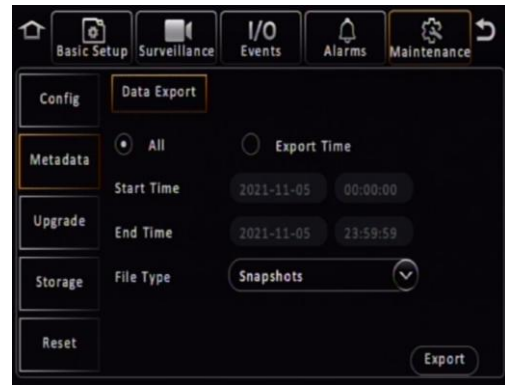 Basic Setup Surveillance I/O Events Alarms Maintenance
Config
Data Export
All Export Time
Metadata
Start Time 2021-11-05 00:00:00
Upgrade
End Time 2021-11-05 23:59:59
Storage
File Type Snapshots
Reset
Export